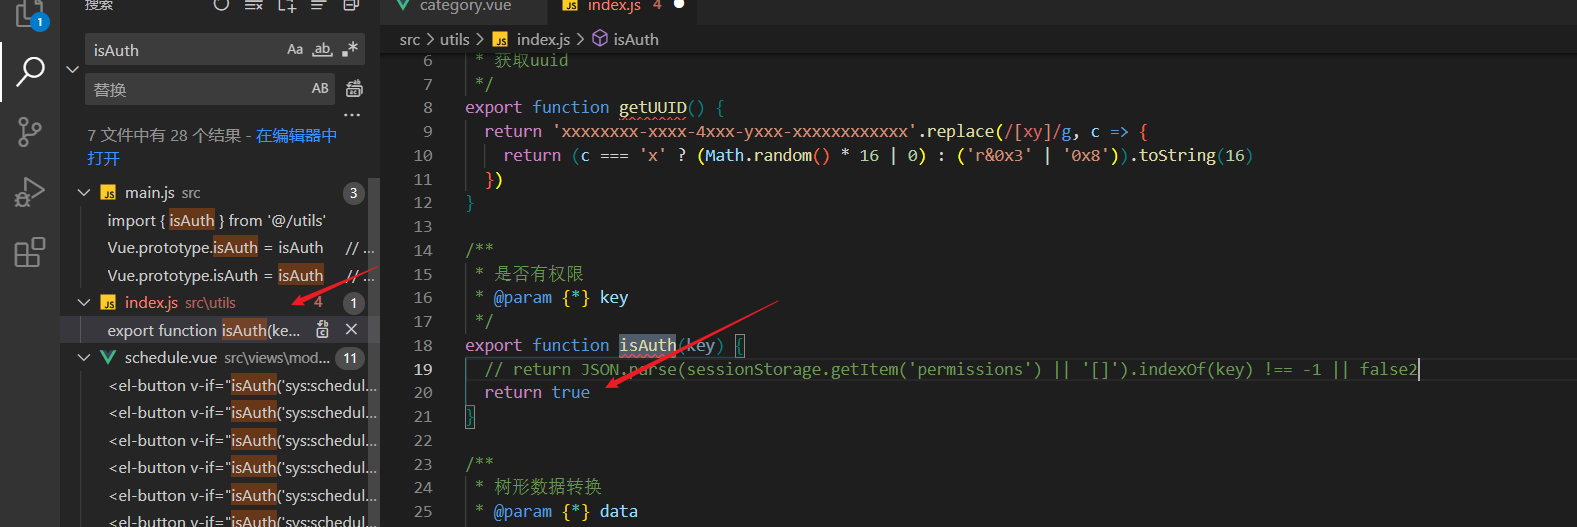 搜索
isAuth
Aa ab *
替换
AB
7 文件中有 28 个结果 - 在编辑器中
打开
main.js src 3
import { isAuth } from '@/utils'
Vue.prototype.isAuth = isAuth // ...
Vue.prototype.isAuth = isAuth // ...
index.js src\utils 4 1
export function isAuth(ke...
schedule.vue src\views\mod... 11
<el-button v-if="isAuth('sys:schedul...
<el-button v-if="isAuth('sys:schedul...
<el-button v-if="isAuth('sys:schedul...
<el-button v-if="isAuth('sys:schedul...
<el-button v-if="isAuth('sys:schedul...
<el-button v-if="isAuth('sys:schedul...
1
category.vue
JS index.js 4
src > utils > JS index.js > isAuth
6 * 获取uuid
7 */
8 export function getUUID() {
9 return 'xxxxxxxx-xxxx-4xxx-yxxx-xxxxxxxxxxxx'.replace(/[xy]/g, c => {
10 return (c === 'x' ? (Math.random() * 16 | 0) : ('r&0x3' | '0x8')).toString(16)
11 })
12 }
13
14 /**
15 * 是否有权限
16 * @param {*} key
17 */
18 export function isAuth(key) {
19 // return JSON.parse(sessionStorage.getItem('permissions') || '[]').indexOf(key) !== -1 || false2
20 return true
21 }
22
23 /**
24 * 树形数据转换
25 * @param {*} data